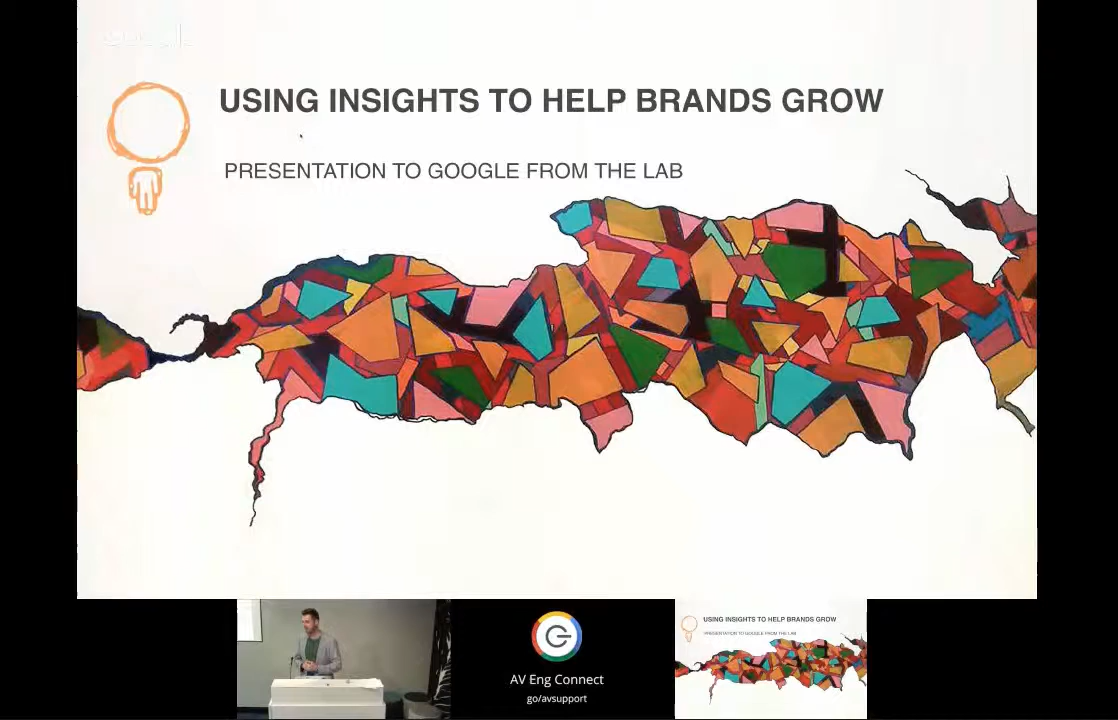 Google
USING INSIGHTS TO HELP BRANDS GROW
PRESENTATION TO GOOGLE FROM THE LAB
AV Eng Connect
go/avsupport
USING INSIGHTS TO HELP BRANDS GROW
PRESENTATION TO GOOGLE FROM THE LAB